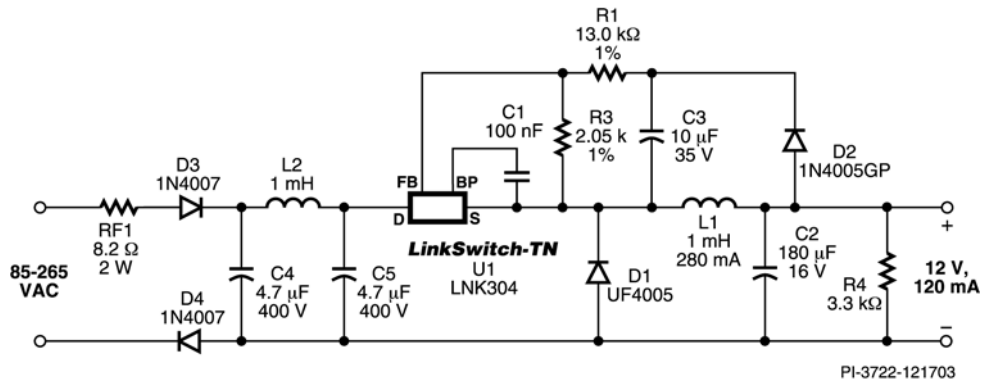 R1
13.0 kΩ
1%
C1
100 nF
R3
2.05 k
1%
C3
10 μF
35 V
D2
1N4005GP
D3
1N4007
L2
1 mH
FB
BP
D
S
RF1
8.2 Ω
2 W
LinkSwitch-TN
U1
LNK304
L1
1 mH
280 mA
+
85-265
VAC
C4
4.7 μF
400 V
C5
4.7 μF
400 V
D1
UF4005
C2
180 μF
16 V
R4
3.3 kΩ
12 V,
120 mA
D4
1N4007
–
PI-3722-121703